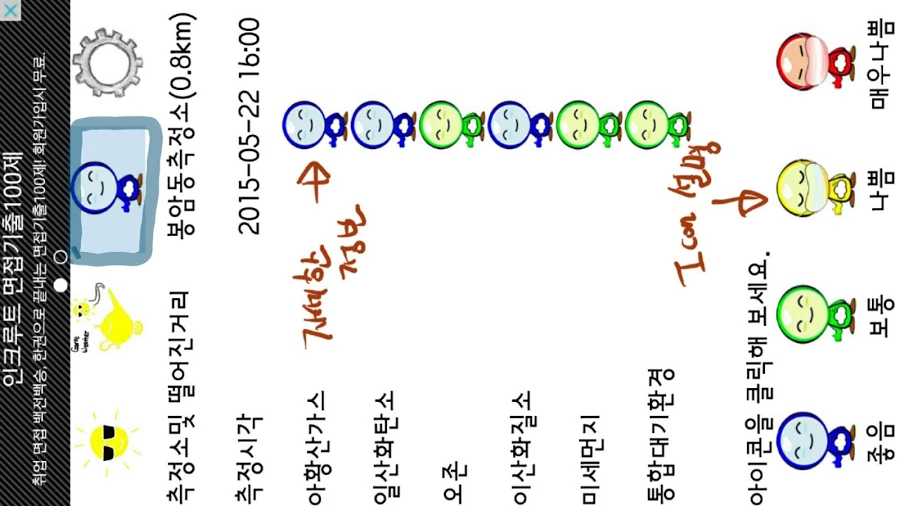 인크루트 면접기출100제
취업 면접 백전백승, 한권으로 끝내는 면접기출100제! 회원가입시 무료.
Game Weather
측정소및 떨어진거리 봉암동측정소(0.8km)
측정시각 2015-05-22 16:00
아황산가스
자세한
정보
일산화탄소
오존
이산화질소
미세먼지
통합대기환경
Icon 설명
아이콘을 클릭해 보세요.
좋음 보통 나쁨 매우나쁨